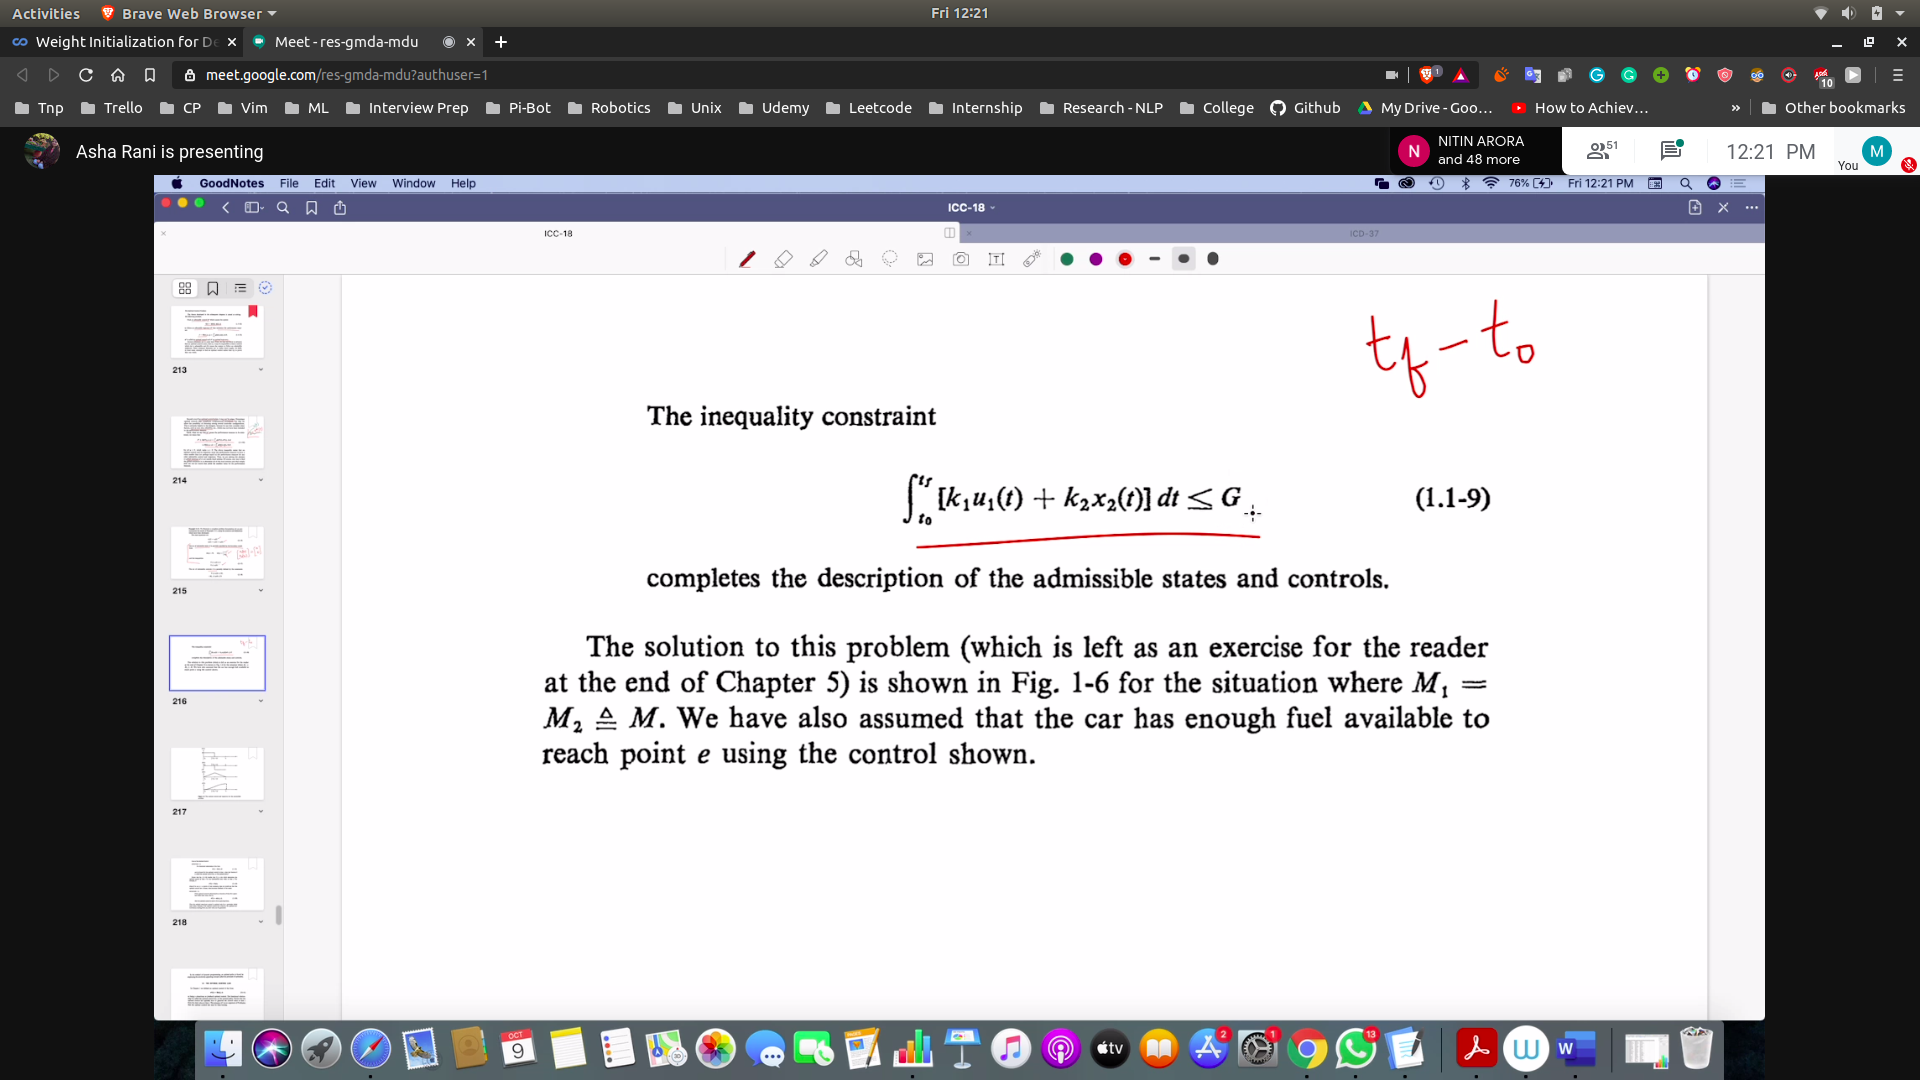 Activities Brave Web Browser Fri 12:21
Weight Initialization for De Meet - res-gmda-mdu
meet.google.com/res-gmda-mdu?authuser=1
Tnp Trello CP Vim ML Interview Prep Pi-Bot Robotics Unix Udemy Leetcode Internship Research - NLP College Github My Drive - Goo… How to Achiev… » Other bookmarks
Asha Rani is presenting
N NITIN ARORA and 48 more 51 12:21 PM You M
GoodNotes File Edit View Window Help 76% Fri 12:21 PM
ICC-18
ICC-18 ICD-37
t_f - t_0
The inequality constraint
∫_{t_0}^{t_f} [k_1u_1(t) + k_2x_2(t)] dt ≤ G (1.1-9)
completes the description of the admissible states and controls.
The solution to this problem (which is left as an exercise for the reader
at the end of Chapter 5) is shown in Fig. 1-6 for the situation where M_1 =
M_2 ≜ M. We have also assumed that the car has enough fuel available to
reach point e using the control shown.
213
214
215
216
217
218
OCT 9 tv 2 1 13 W